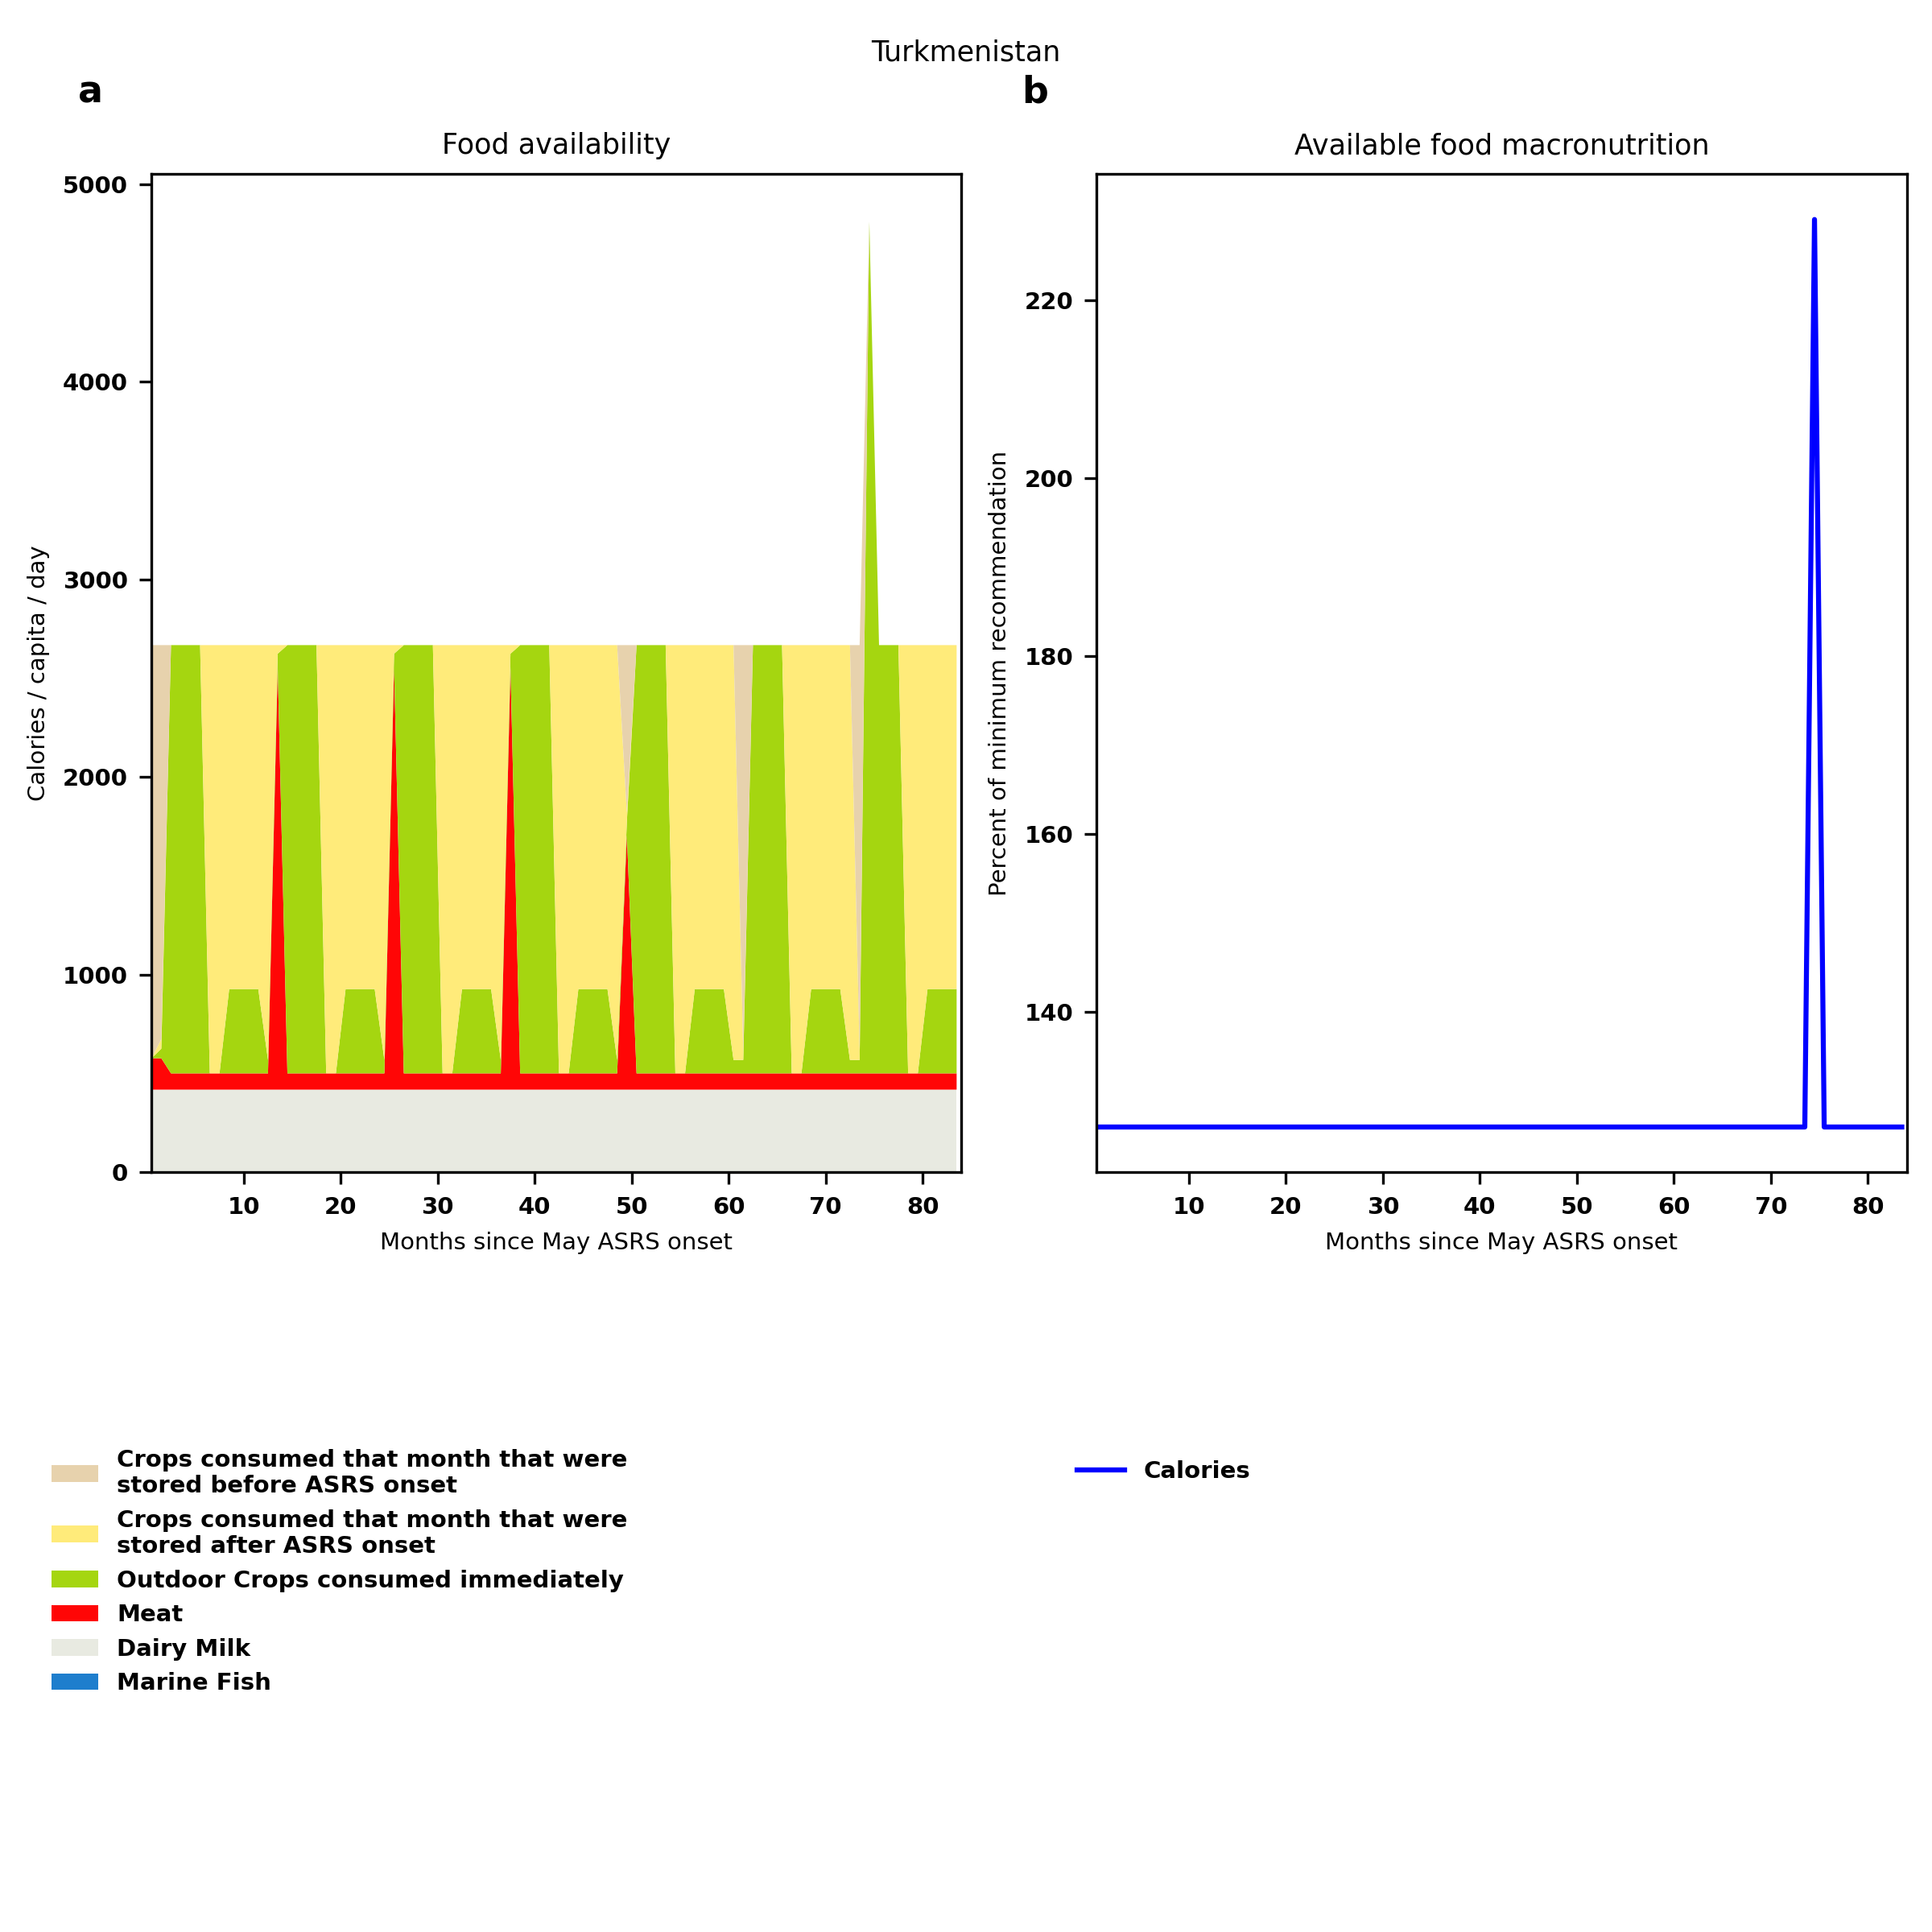 Turkmenistan
a
b
Food availability
Available food macronutrition
5000
4000
3000
2000
1000
0
Calories / capita / day
10 20 30 40 50 60 70 80
Months since May ASRS onset
220
200
180
160
140
Percent of minimum recommendation
10 20 30 40 50 60 70 80
Months since May ASRS onset
Crops consumed that month that were
stored before ASRS onset
Crops consumed that month that were
stored after ASRS onset
Outdoor Crops consumed immediately
Meat
Dairy Milk
Marine Fish
Calories